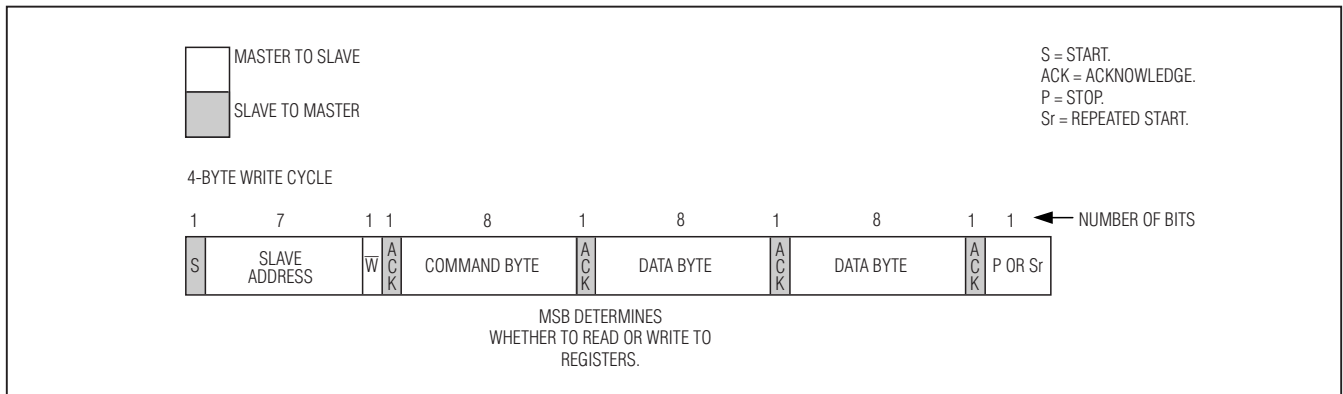 MASTER TO SLAVE
SLAVE TO MASTER
S = START.
ACK = ACKNOWLEDGE.
P = STOP.
Sr = REPEATED START.
4-BYTE WRITE CYCLE
1 7 1 1 8 1 8 1 8 1 1 NUMBER OF BITS
S SLAVE ADDRESS W̅ ACK COMMAND BYTE ACK DATA BYTE ACK DATA BYTE ACK P OR Sr
MSB DETERMINES
WHETHER TO READ OR WRITE TO
REGISTERS.